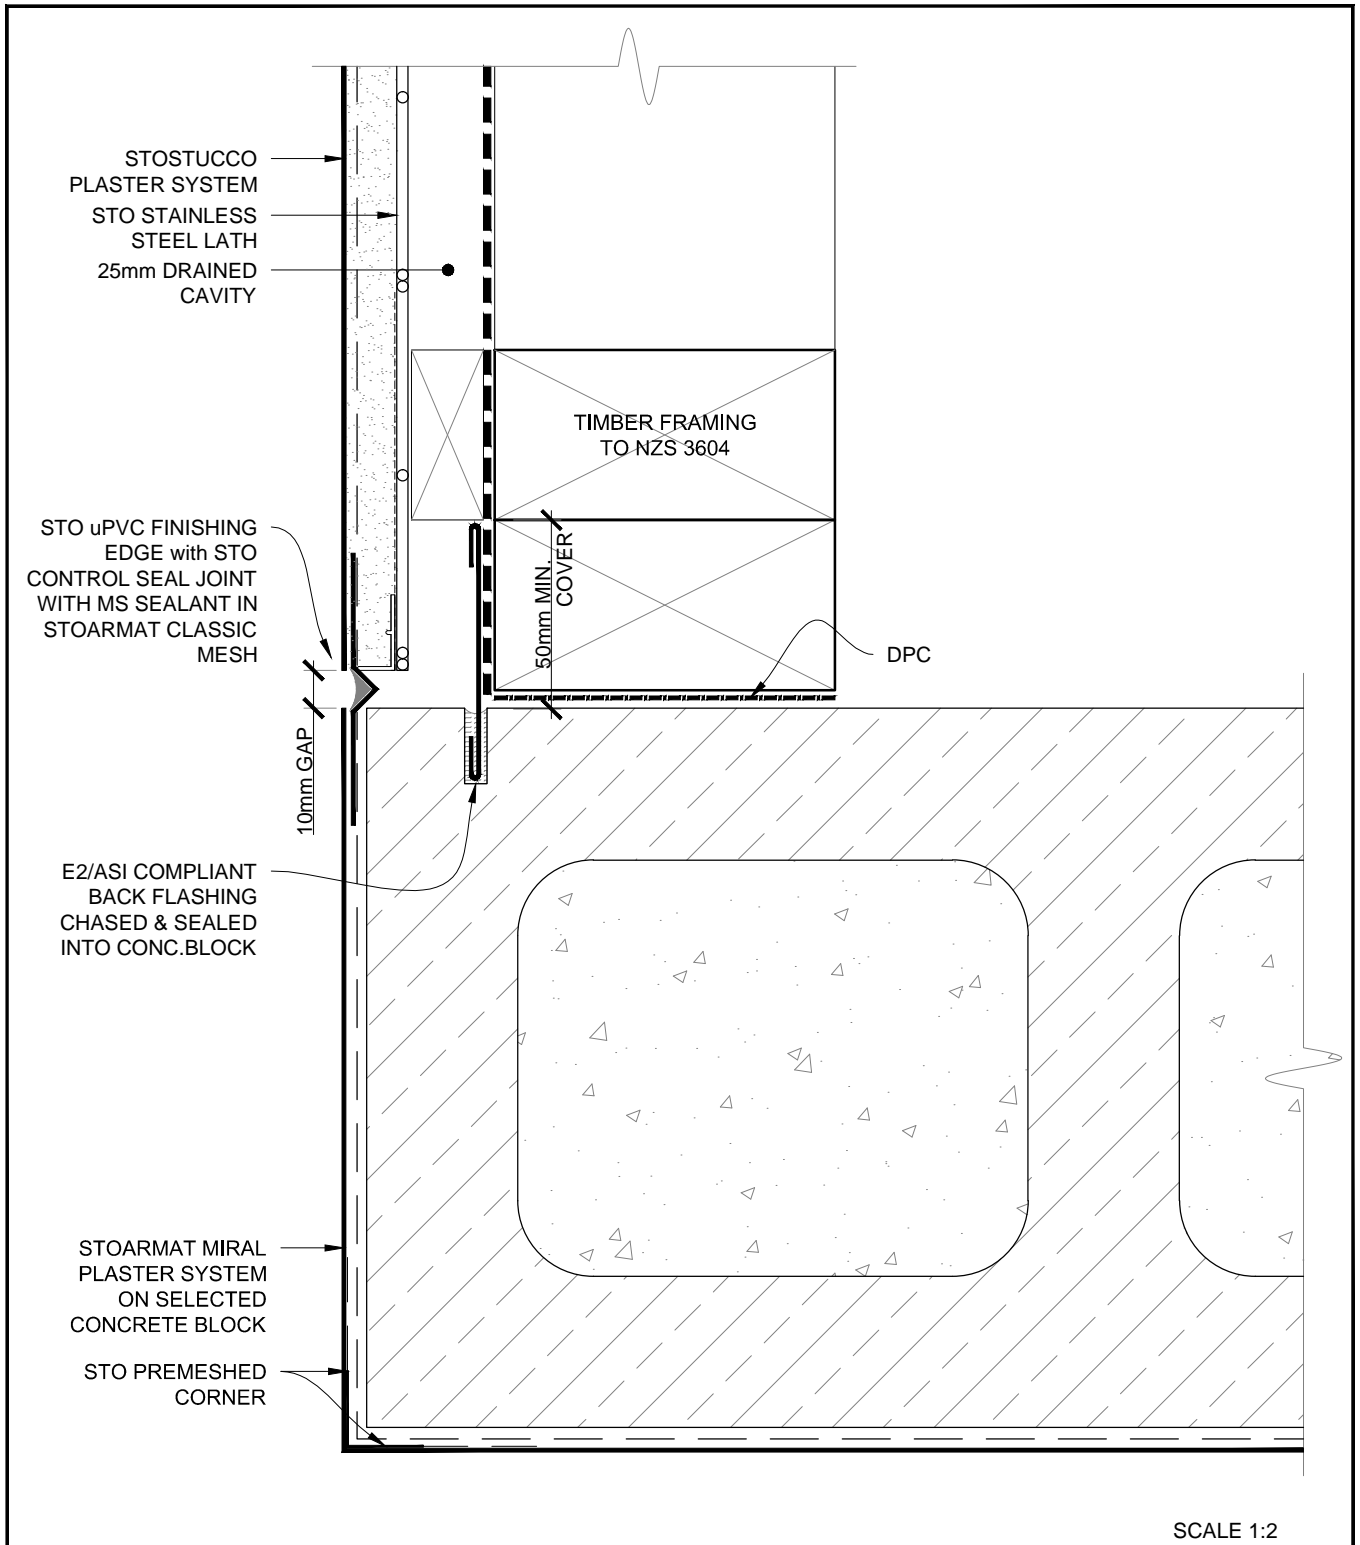 STOSTUCCO
PLASTER SYSTEM
STO STAINLESS
STEEL LATH
25mm DRAINED
CAVITY
TIMBER FRAMING
TO NZS 3604
STO uPVC FINISHING
EDGE with STO
CONTROL SEAL JOINT
WITH MS SEALANT IN
STOARMAT CLASSIC
MESH
50mm MIN.
COVER
DPC
10mm GAP
E2/ASI COMPLIANT
BACK FLASHING
CHASED & SEALED
INTO CONC.BLOCK
STOARMAT MIRAL
PLASTER SYSTEM
ON SELECTED
CONCRETE BLOCK
STO PREMESHED
CORNER
SCALE 1:2